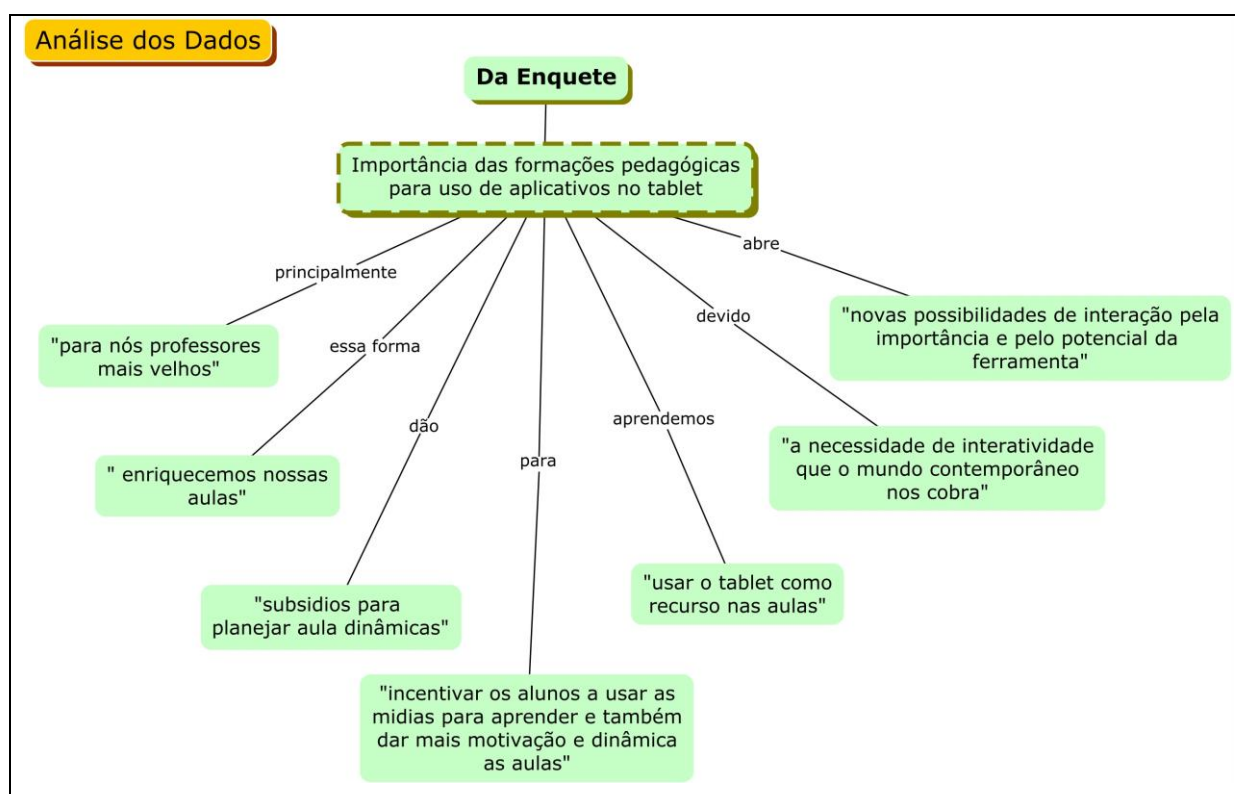 Análise dos Dados
Da Enquete
Importância das formações pedagógicas
para uso de aplicativos no tablet
principalmente
"para nós professores
mais velhos"
essa forma
" enriquecemos nossas
aulas"
dão
"subsidios para
planejar aula dinâmicas"
para
"incentivar os alunos a usar as
midias para aprender e também
dar mais motivação e dinâmica
as aulas"
aprendemos
"usar o tablet como
recurso nas aulas"
devido
"a necessidade de interatividade
que o mundo contemporâneo
nos cobra"
abre
"novas possibilidades de interação pela
importância e pelo potencial da
ferramenta"